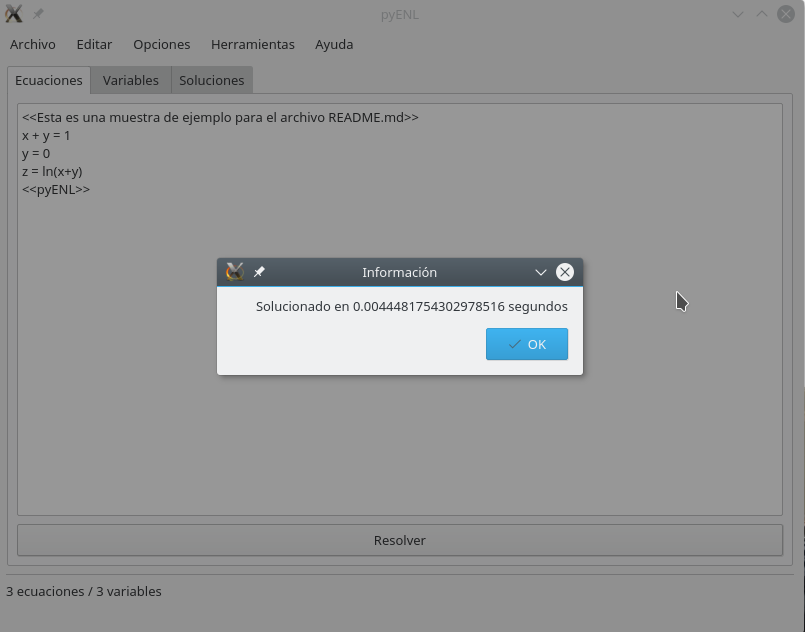 pyENL
Archivo Editar Opciones Herramientas Ayuda
Ecuaciones Variables Soluciones
<<Esta es una muestra de ejemplo para el archivo README.md>>
x + y = 1
y = 0
z = ln(x+y)
<<pyENL>>
Información
Solucionado en 0.0044481754302978516 segundos
OK
Resolver
3 ecuaciones / 3 variables